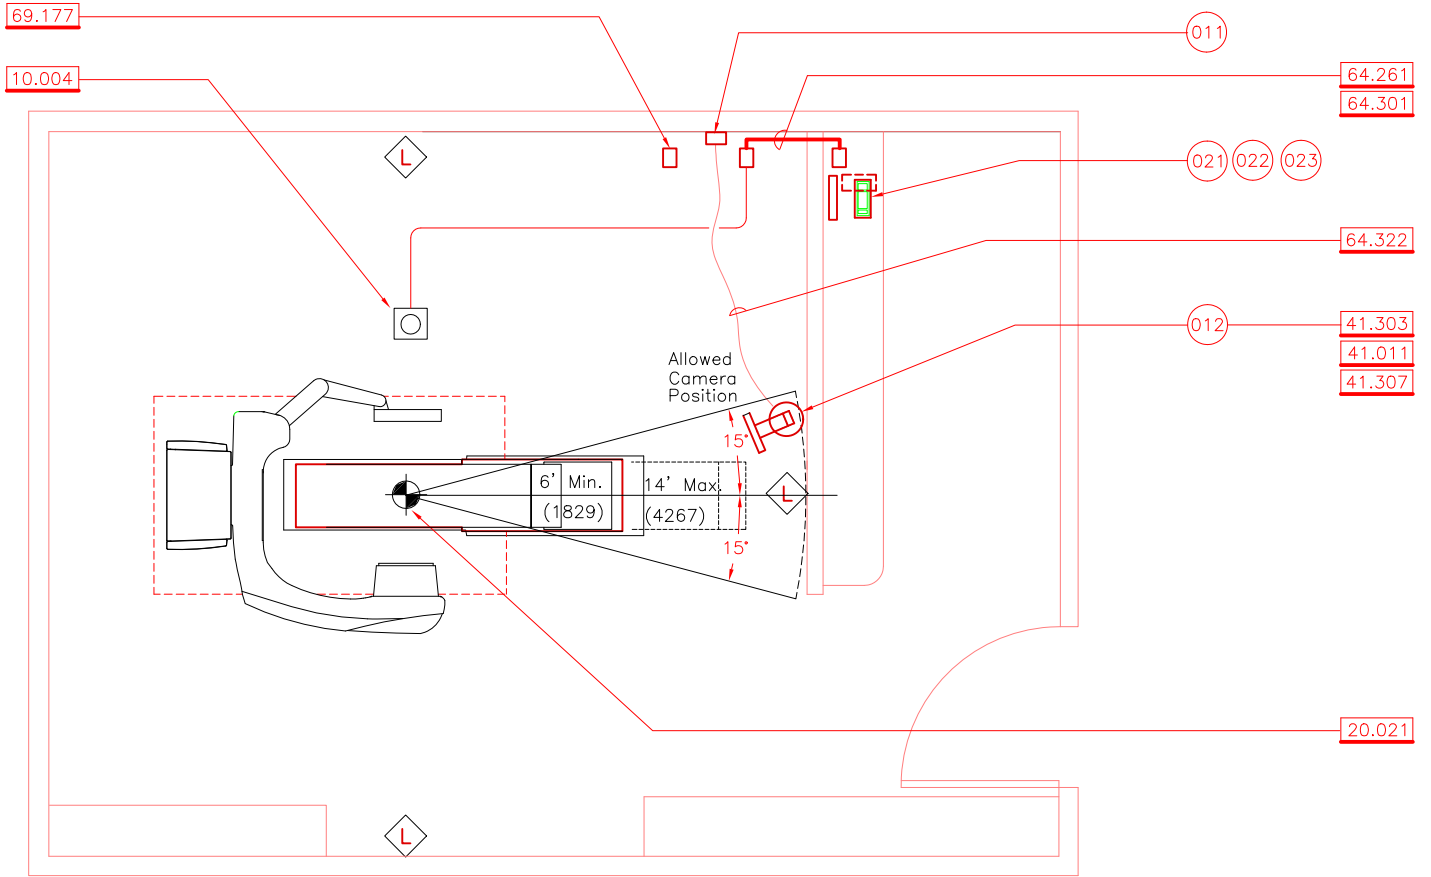 69.177
011
10.004
64.261
64.301
L
021 022 023
64.322
012
41.303
41.011
41.307
Allowed
Camera
Position
15°
6' Min.
(1829)
14' Max.
(4267)
L
15°
20.021
L